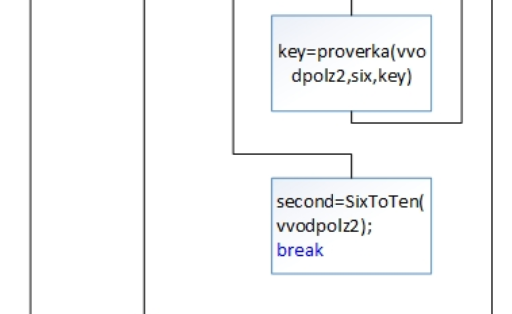 key=proverka(vvo
dpolz2,six,key)
second=SixToTen(
vvodpolz2);
break